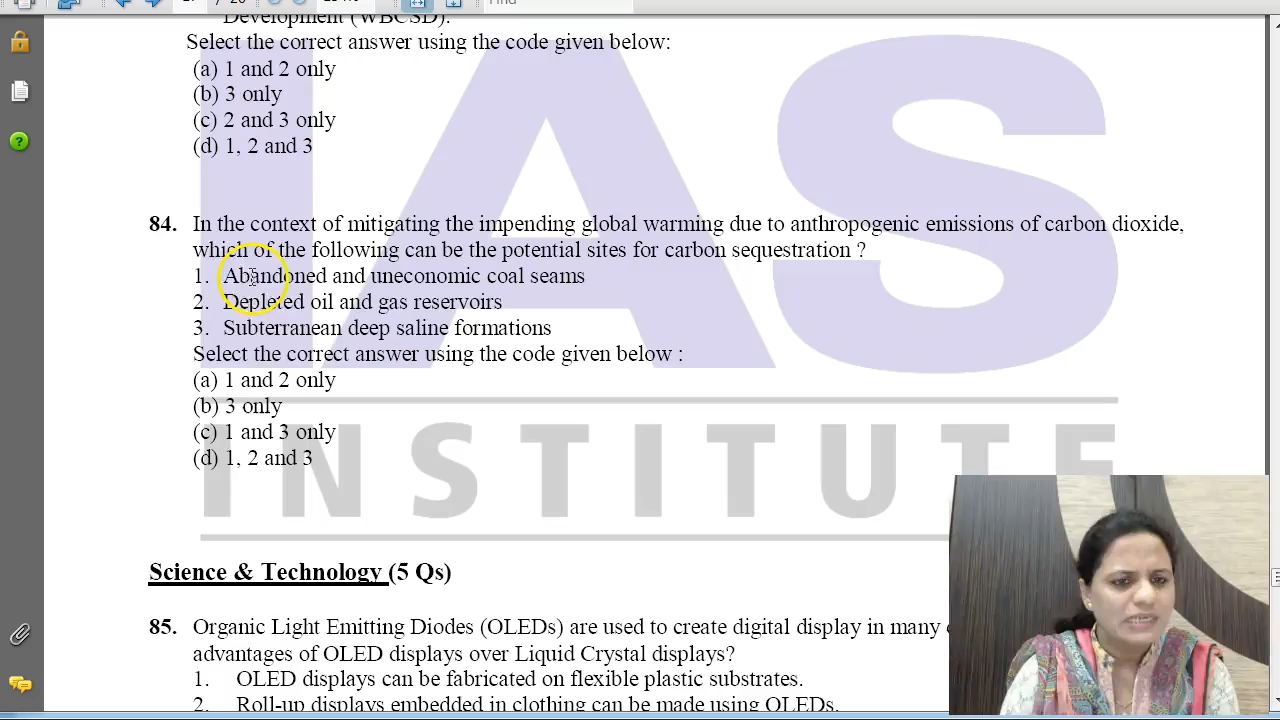 Find
Development (WBCSD).
Select the correct answer using the code given below:
(a) 1 and 2 only
(b) 3 only
(c) 2 and 3 only
(d) 1, 2 and 3
84. In the context of mitigating the impending global warming due to anthropogenic emissions of carbon dioxide,
which of the following can be the potential sites for carbon sequestration ?
1. Abandoned and uneconomic coal seams
2. Depleted oil and gas reservoirs
3. Subterranean deep saline formations
Select the correct answer using the code given below :
(a) 1 and 2 only
(b) 3 only
(c) 1 and 3 only
(d) 1, 2 and 3
IAS
INSTITUTE
Science & Technology (5 Qs)
85. Organic Light Emitting Diodes (OLEDs) are used to create digital display in many
advantages of OLED displays over Liquid Crystal displays?
1. OLED displays can be fabricated on flexible plastic substrates.
2. Roll-up displays embedded in clothing can be made using OLEDs.